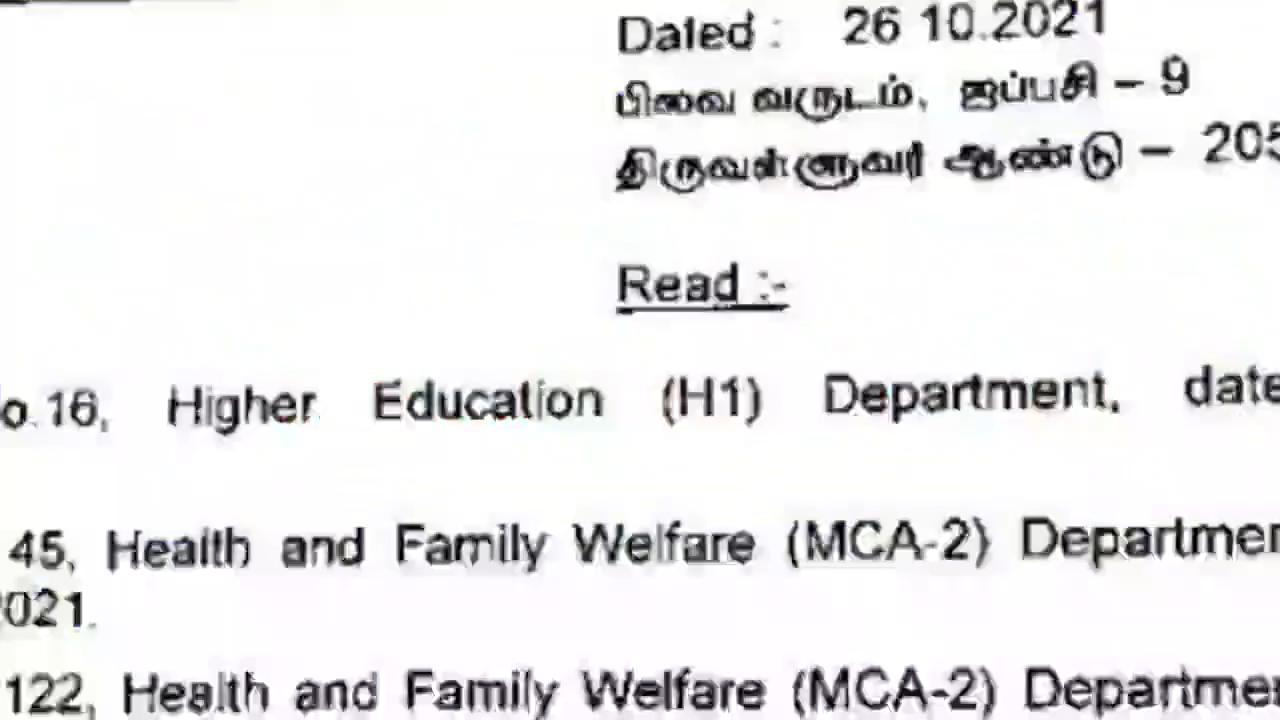 Dated : 26 10.2021
பிலவ வருடம், ஐப்பசி – 9
திருவள்ளுவர் ஆண்டு – 205
Read :-
o.16, Higher Education (H1) Department, date
45, Health and Family Welfare (MCA-2) Departmen
2021.
122, Health and Family Welfare (MCA-2) Departmen